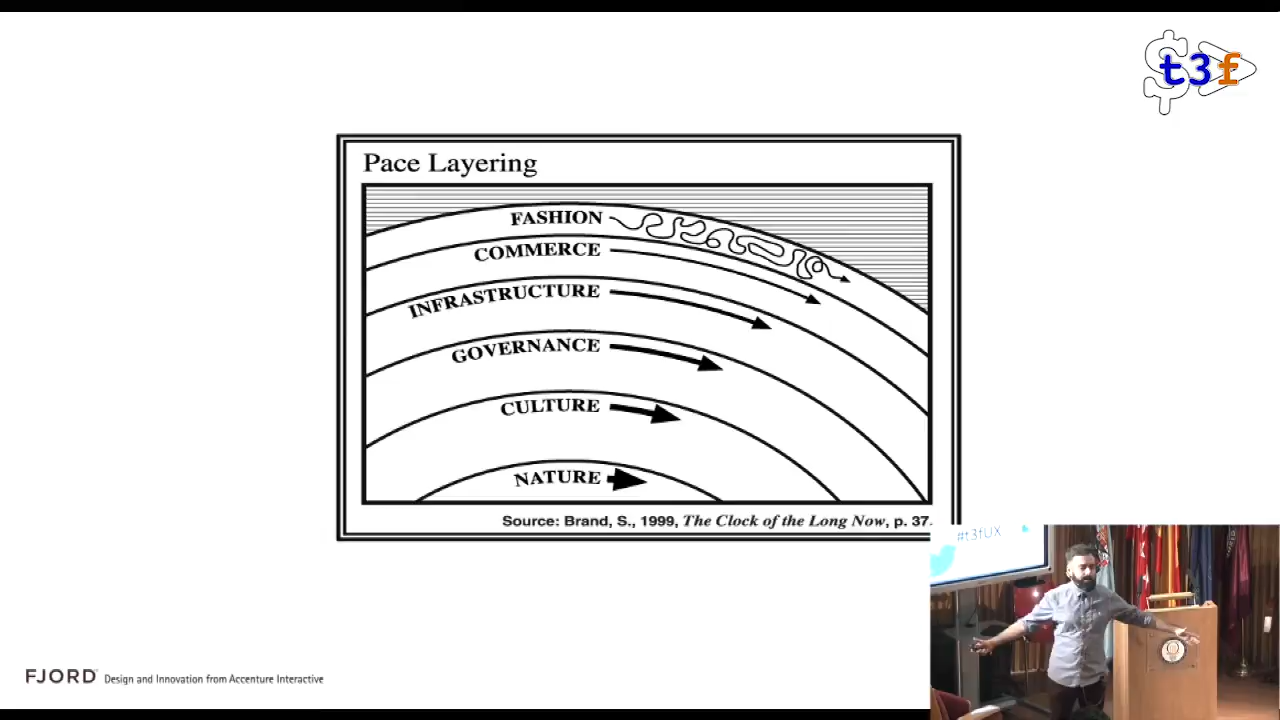 t3f
Pace Layering
FASHION
COMMERCE
INFRASTRUCTURE
GOVERNANCE
CULTURE
NATURE
Source: Brand, S., 1999, The Clock of the Long Now, p. 37.
#t3fUX
FJORD Design and Innovation from Accenture Interactive